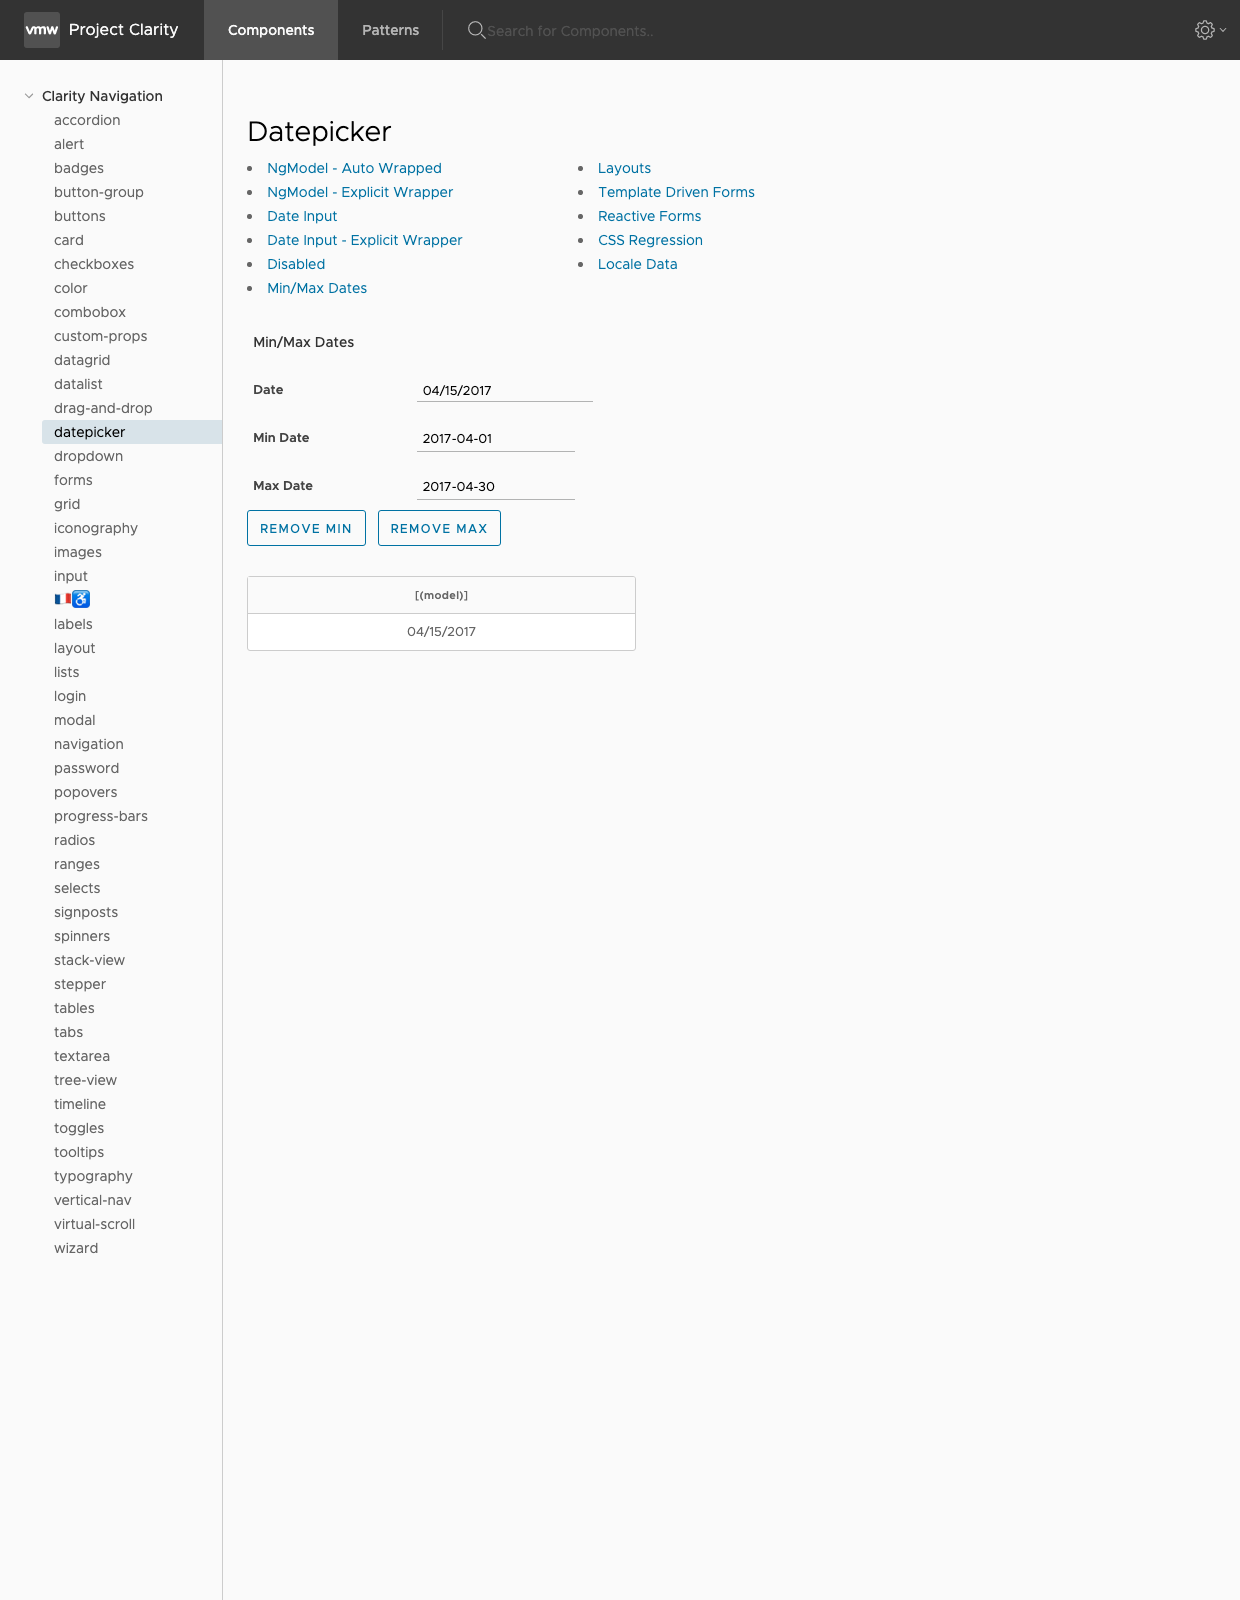 vmw Project Clarity Components Patterns Search for Components..
Clarity Navigation
accordion
alert
badges
button-group
buttons
card
checkboxes
color
combobox
custom-props
datagrid
datalist
drag-and-drop
datepicker
dropdown
forms
grid
iconography
images
input
🇫🇷♿
labels
layout
lists
login
modal
navigation
password
popovers
progress-bars
radios
ranges
selects
signposts
spinners
stack-view
stepper
tables
tabs
textarea
tree-view
timeline
toggles
tooltips
typography
vertical-nav
virtual-scroll
wizard
Datepicker
NgModel - Auto Wrapped
NgModel - Explicit Wrapper
Date Input
Date Input - Explicit Wrapper
Disabled
Min/Max Dates
Layouts
Template Driven Forms
Reactive Forms
CSS Regression
Locale Data
Min/Max Dates
Date 04/15/2017
Min Date 2017-04-01
Max Date 2017-04-30
REMOVE MIN REMOVE MAX
[(model)]
04/15/2017